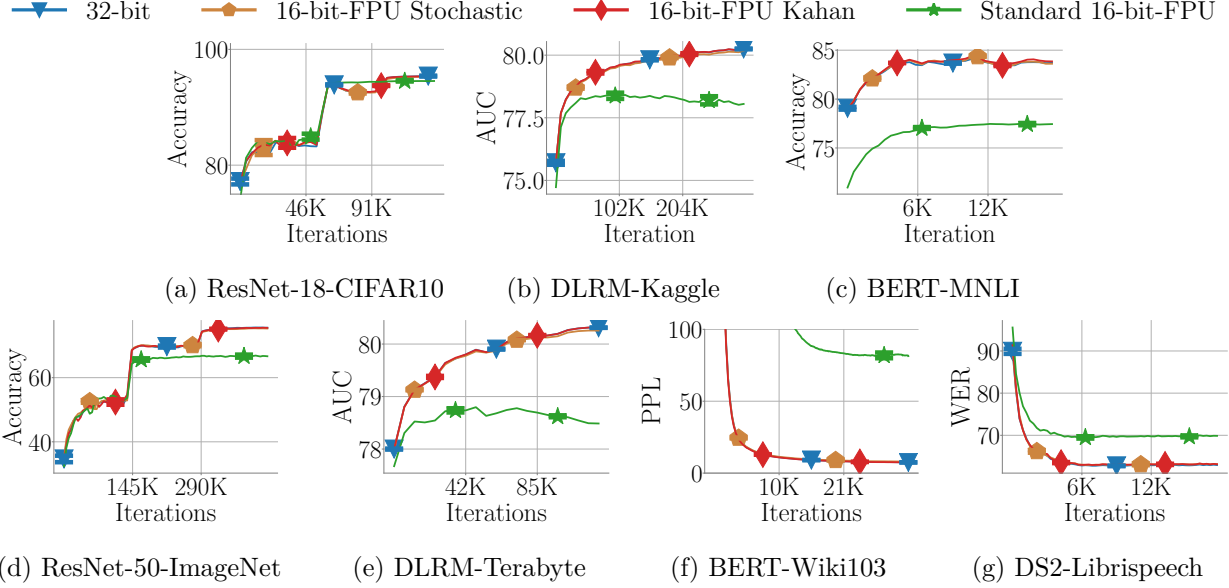 32-bit 16-bit-FPU Stochastic 16-bit-FPU Kahan Standard 16-bit-FPU
100
80
Accuracy
46K 91K
Iterations
(a) ResNet-18-CIFAR10
80.0
77.5
75.0
AUC
102K 204K
Iteration
(b) DLRM-Kaggle
85
80
75
Accuracy
6K 12K
Iteration
(c) BERT-MNLI
60
40
Accuracy
145K 290K
Iterations
(d) ResNet-50-ImageNet
80
79
78
AUC
42K 85K
Iterations
(e) DLRM-Terabyte
100
50
0
PPL
10K 21K
Iterations
(f) BERT-Wiki103
90
80
70
WER
6K 12K
Iterations
(g) DS2-Librispeech